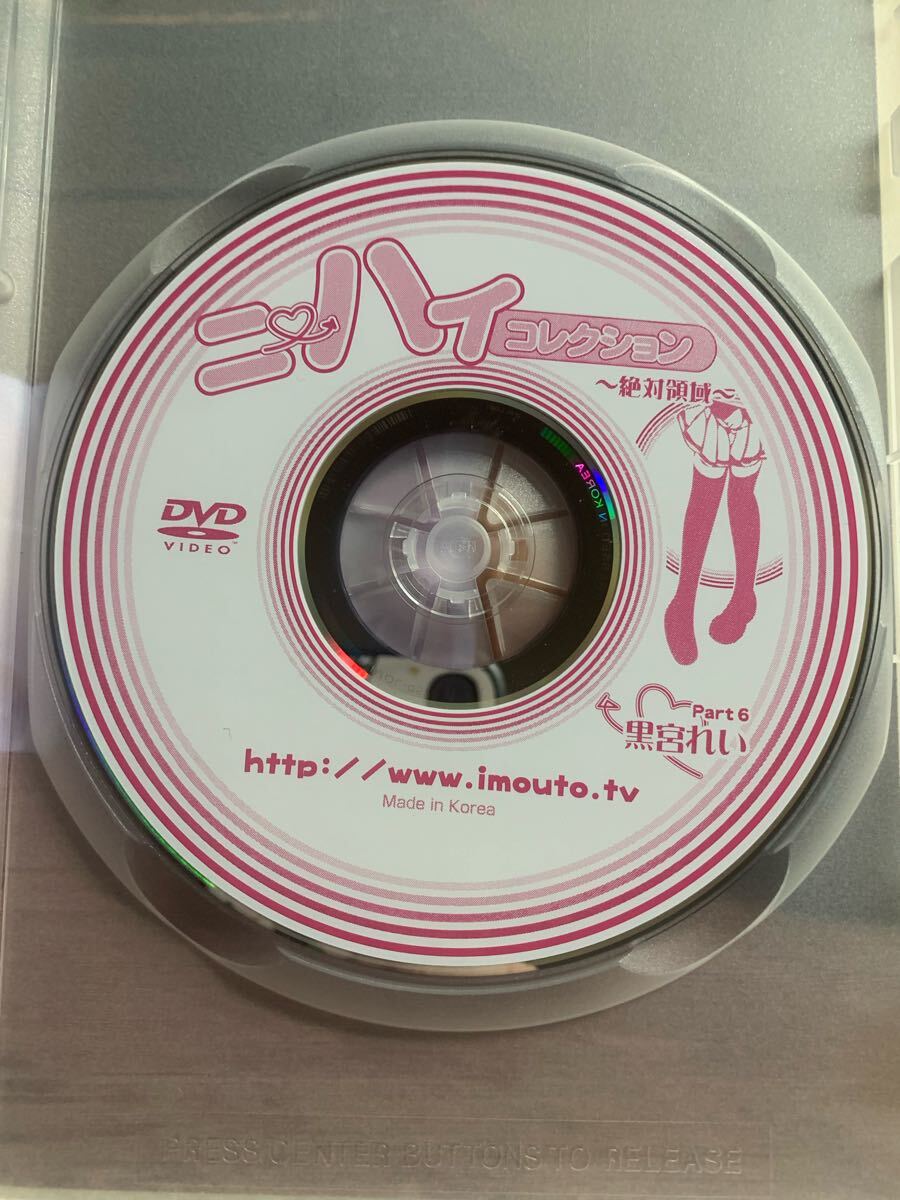 ニーハイ
コレクション
～絶対領域～
DVD
VIDEO
N KOREA
Part 6
黒宮れい
http://www.imouto.tv
Made in Korea
PRESS CENTER BUTTONS TO RELEASE